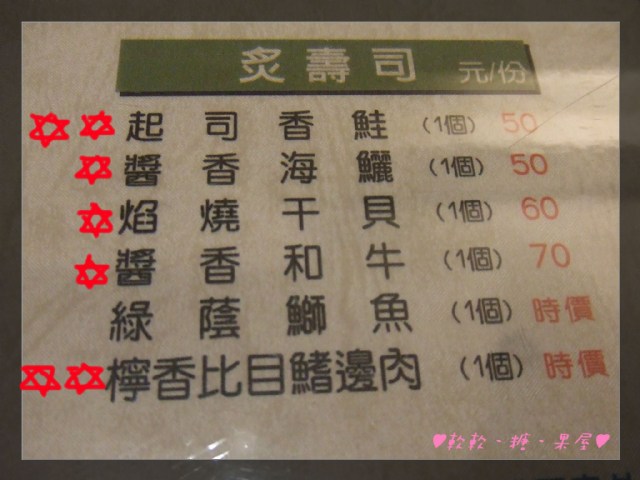 炙壽司 元/份
起司香鮭 (1個) 50
醬香海鱺 (1個) 50
焰燒干貝 (1個) 60
醬香和牛 (1個) 70
綠蔭鰤魚 (1個) 時價
檸香比目鰭邊肉 (1個) 時價
♥軟軟‧糖‧果屋♥